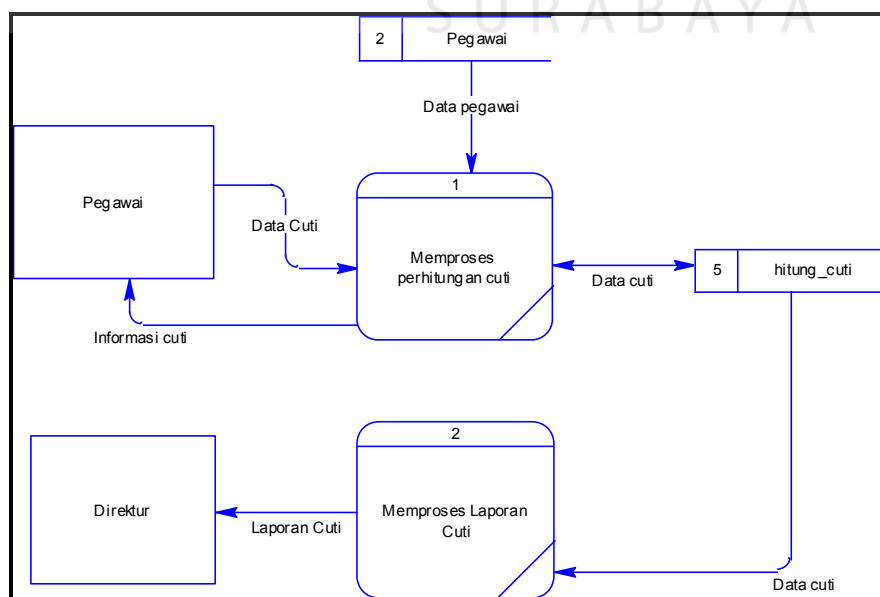 SURABAYA
2 Pegawai
Data pegawai
Pegawai
1
Data Cuti
Memproses
perhitungan cuti
Data cuti
5 hitung_cuti
Informasi cuti
2
Direktur
Laporan Cuti
Memproses Laporan
Cuti
Data cuti